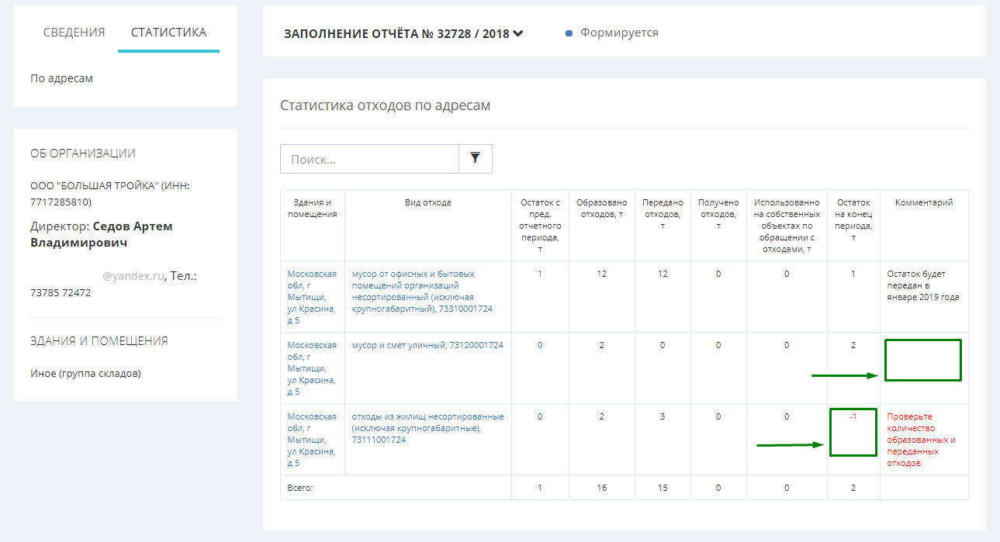 СВЕДЕНИЯ СТАТИСТИКА
По адресам
ОБ ОРГАНИЗАЦИИ
ООО "БОЛЬШАЯ ТРОЙКА" (ИНН:
7717285810)
Директор: Седов Артем
Владимирович
@yandex.ru, Тел.:
73785 72472
ЗДАНИЯ И ПОМЕЩЕНИЯ
Иное (группа складов)
ЗАПОЛНЕНИЕ ОТЧЁТА № 32728 / 2018
Формируется
Статистика отходов по адресам
Поиск...
Здания и
помещения
Вид отхода
Остаток с
пред.
отчетного
периода,
т
Образовано
отходов, т
Передано
отходов,
т
Получено
отходов,
т
Использованно
на собственных
объектах по
обращении с
отходами, т
Остаток
на конец
периода,
т
Комментарий
Московская
обл, г
Мытищи,
ул Красина,
д 5
мусор от офисных и бытовых
помещений организаций
несортированный (исключая
крупногабаритный), 73310001724
1
12
12
0
0
1
Остаток будет
передан в
январе 2019 года
Московская
обл, г
Мытищи,
ул Красина,
д 5
мусор и смет уличный, 73120001724
0
2
0
0
0
2
Московская
обл, г
Мытищи,
ул Красина,
д 5
отходы из жилищ несортированные
(исключая крупногабаритные),
73111001724
0
2
3
0
0
-1
Проверьте
количество
образованных и
переданных
отходов
Всего:
1
16
15
0
0
2